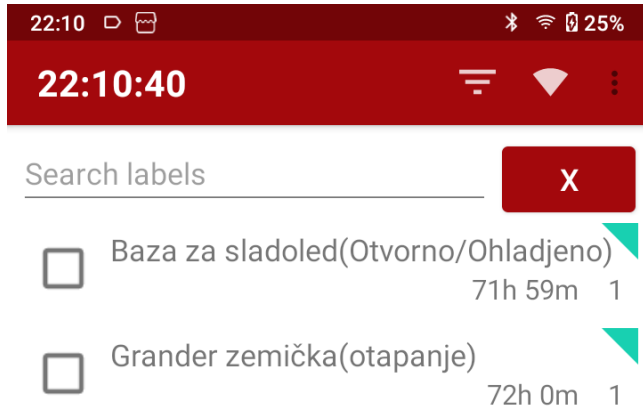 22:10 25%
22:10:40
Search labels X
Baza za sladoled(Otvorno/Ohladjeno)
71h 59m 1
Grander zemička(otapanje)
72h 0m 1